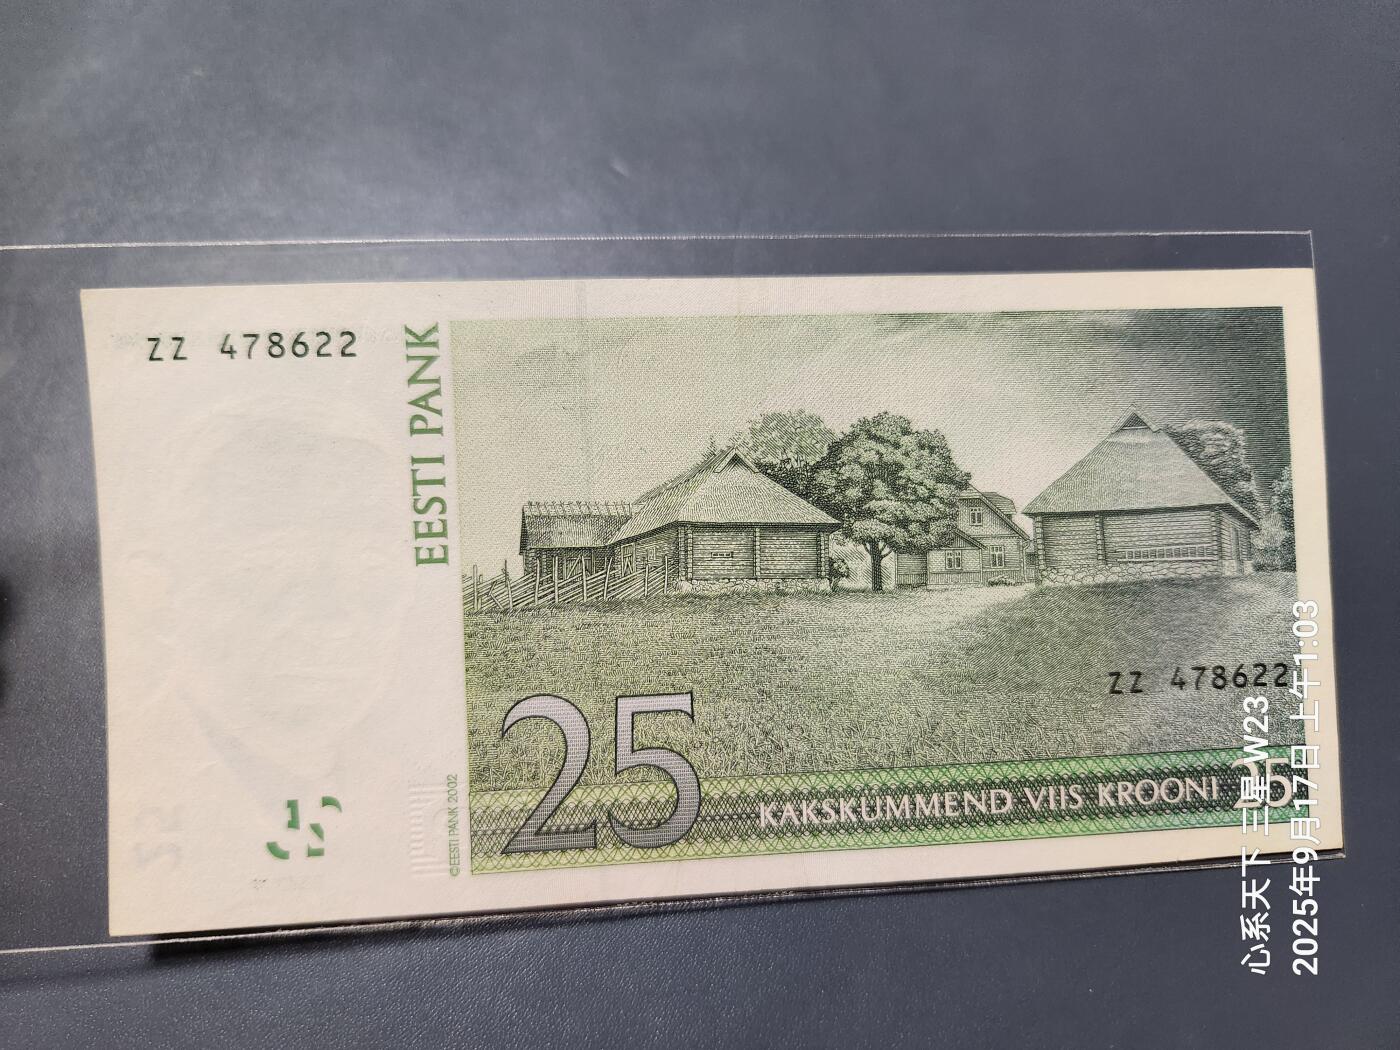 ZZ 478622
EESTI PANK
©EESTI PANK 2002
25
KAKSKÜMMEND VIIS KROONI 25
ZZ 478622
心系天下 三星 W23
2025年9月17日 上午1:03